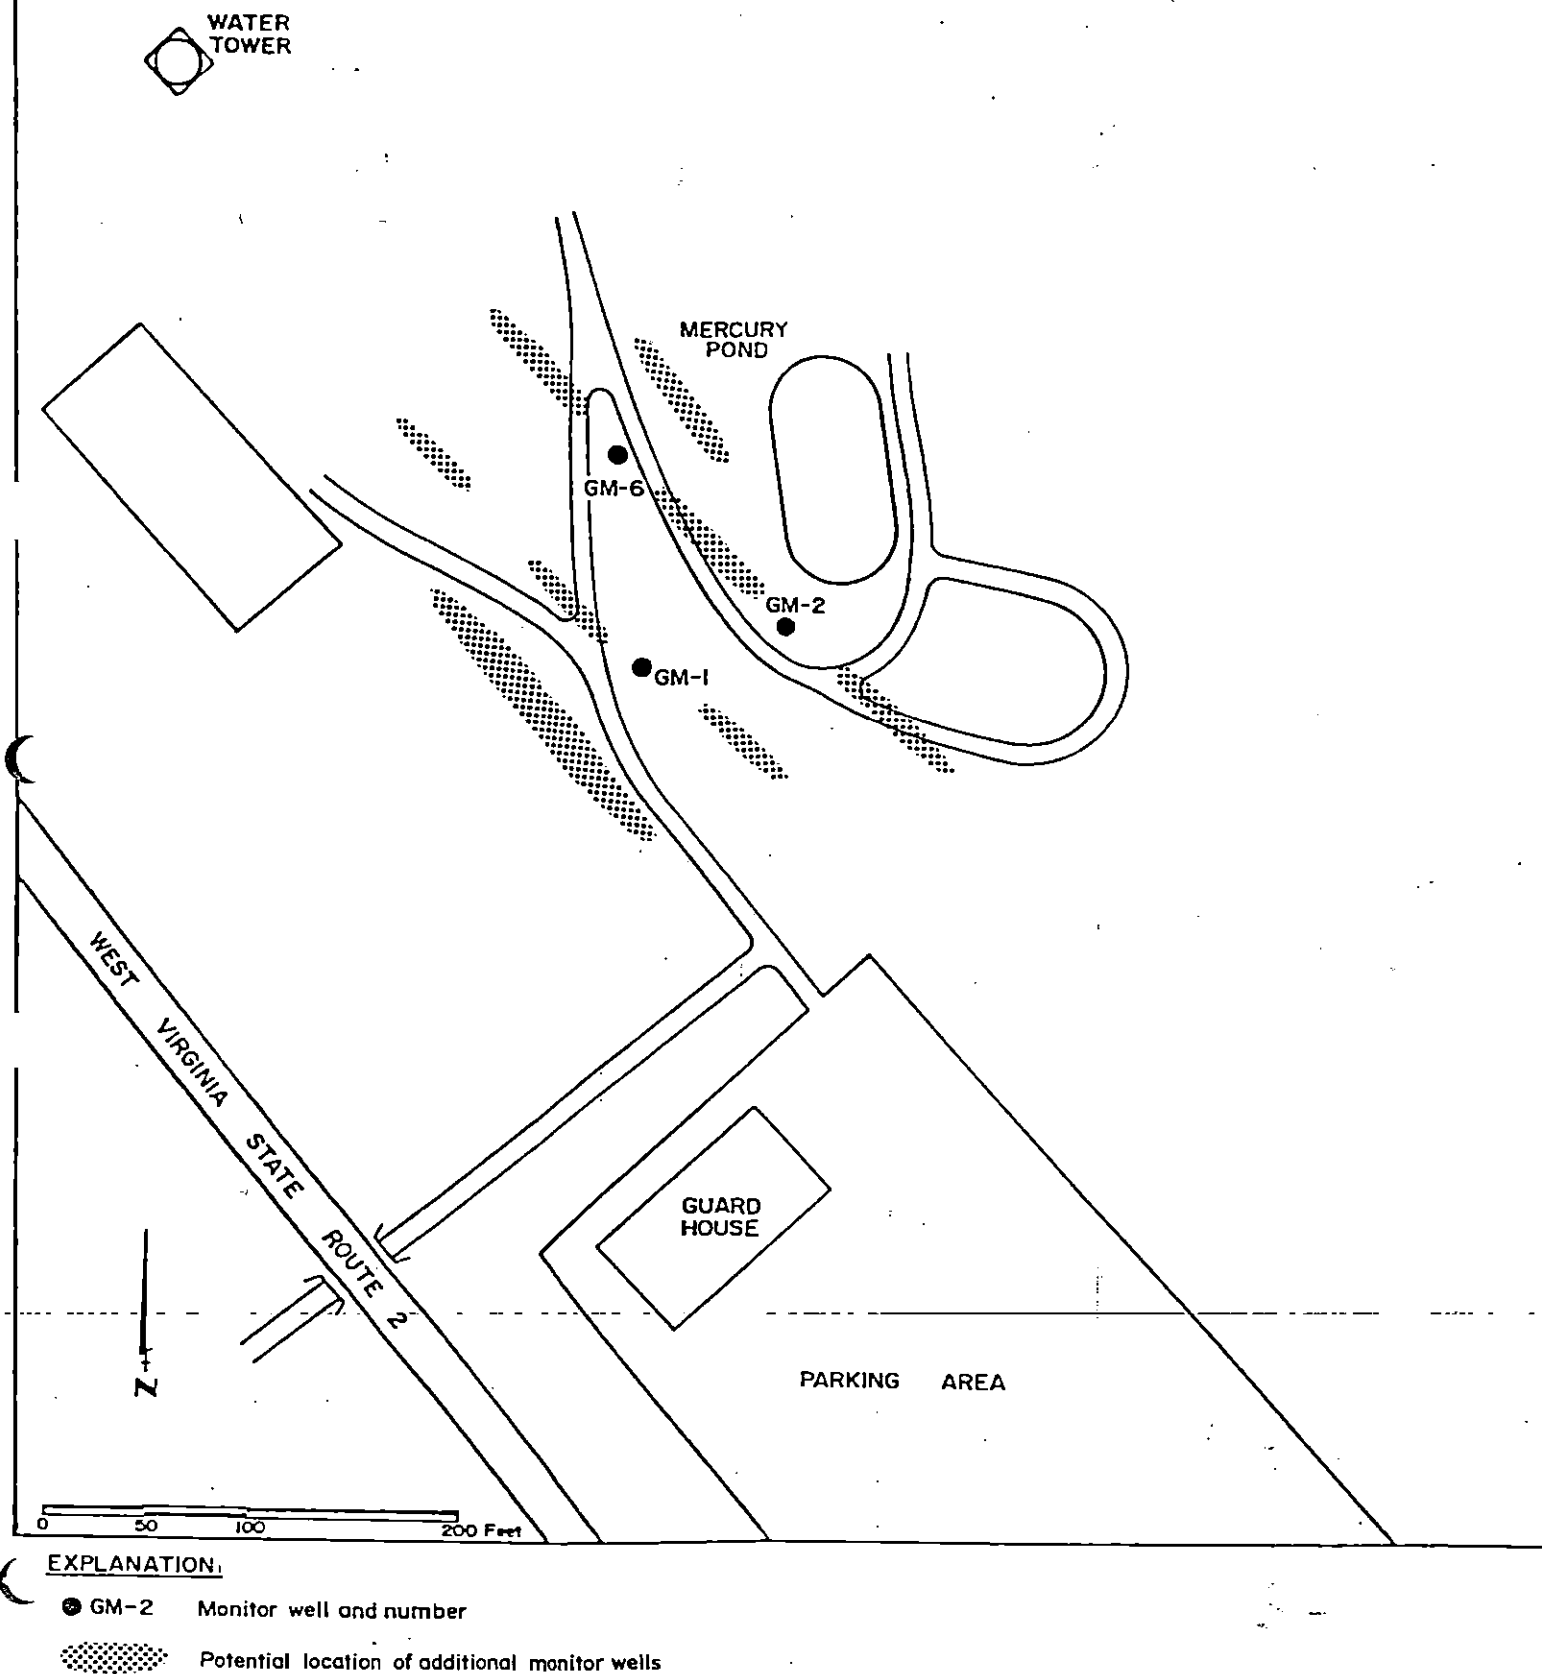 WATER
TOWER
MERCURY
POND
GM-6
GM-2
GM-1
WEST VIRGINIA STATE ROUTE 2
GUARD
HOUSE
PARKING AREA
N
0 50 100 200 Feet
EXPLANATION:
GM-2 Monitor well and number
Potential location of additional monitor wells